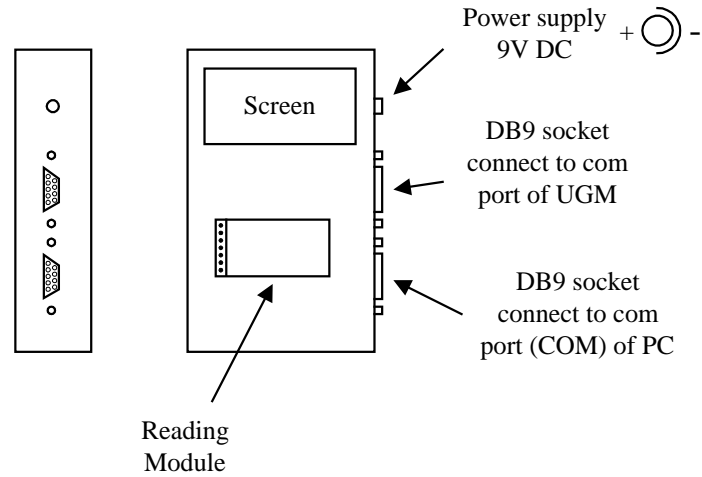 Power supply
9V DC
+ -
Screen
DB9 socket
connect to com
port of UGM
DB9 socket
connect to com
port (COM) of PC
Reading
Module